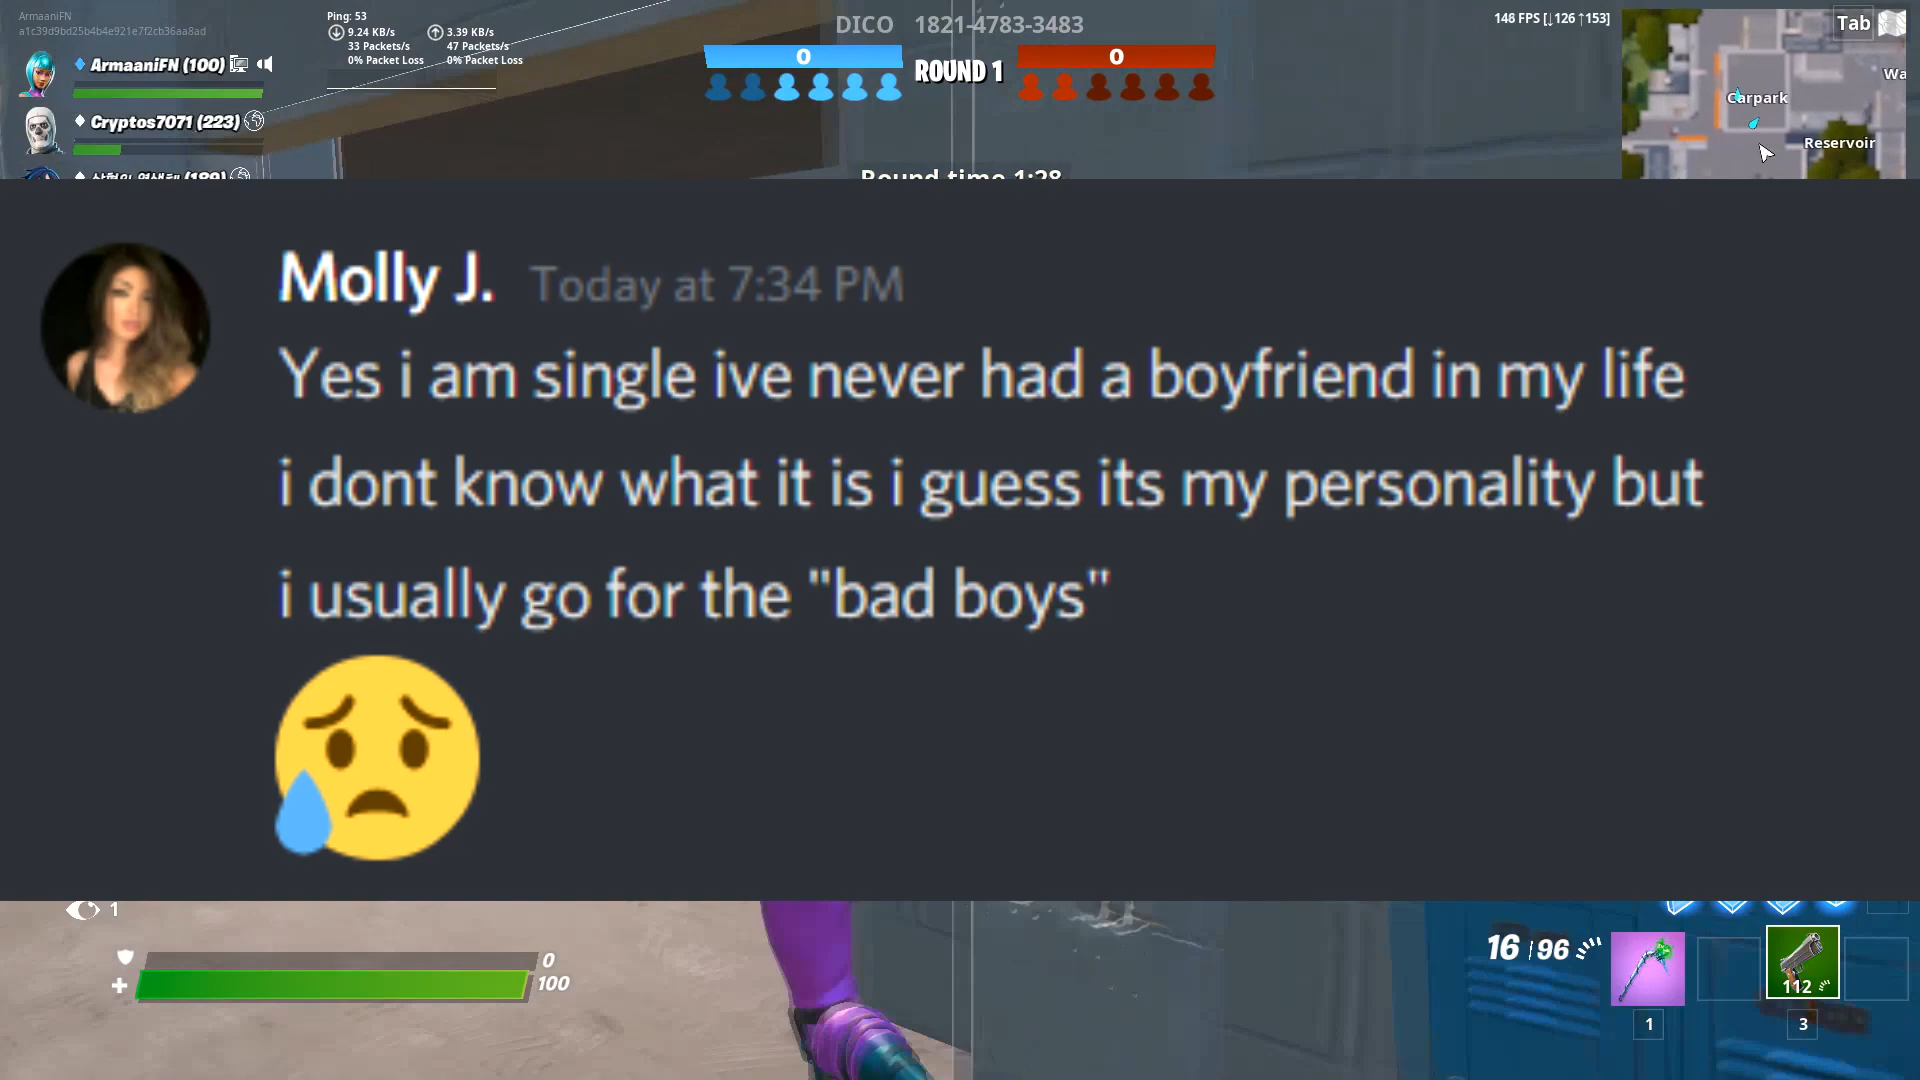 ArmaaniFN
a1c39d9bd25b4b4e921e7f2cb36aa8ad
ArmaaniFN (100)
Cryptos7071 (223)
Ping: 53
9.24 KB/s 3.39 KB/s
33 Packets/s 47 Packets/s
0% Packet Loss 0% Packet Loss
DICO 1821-4783-3483
0 ROUND 1 0
Round time 1:28
148 FPS [↓126 ↑153]
Tab
Carpark
Reservoir
Molly J. Today at 7:34 PM
Yes i am single ive never had a boyfriend in my life
i dont know what it is i guess its my personality but
i usually go for the "bad boys"
1
0
100
16 / 96
112
1
3